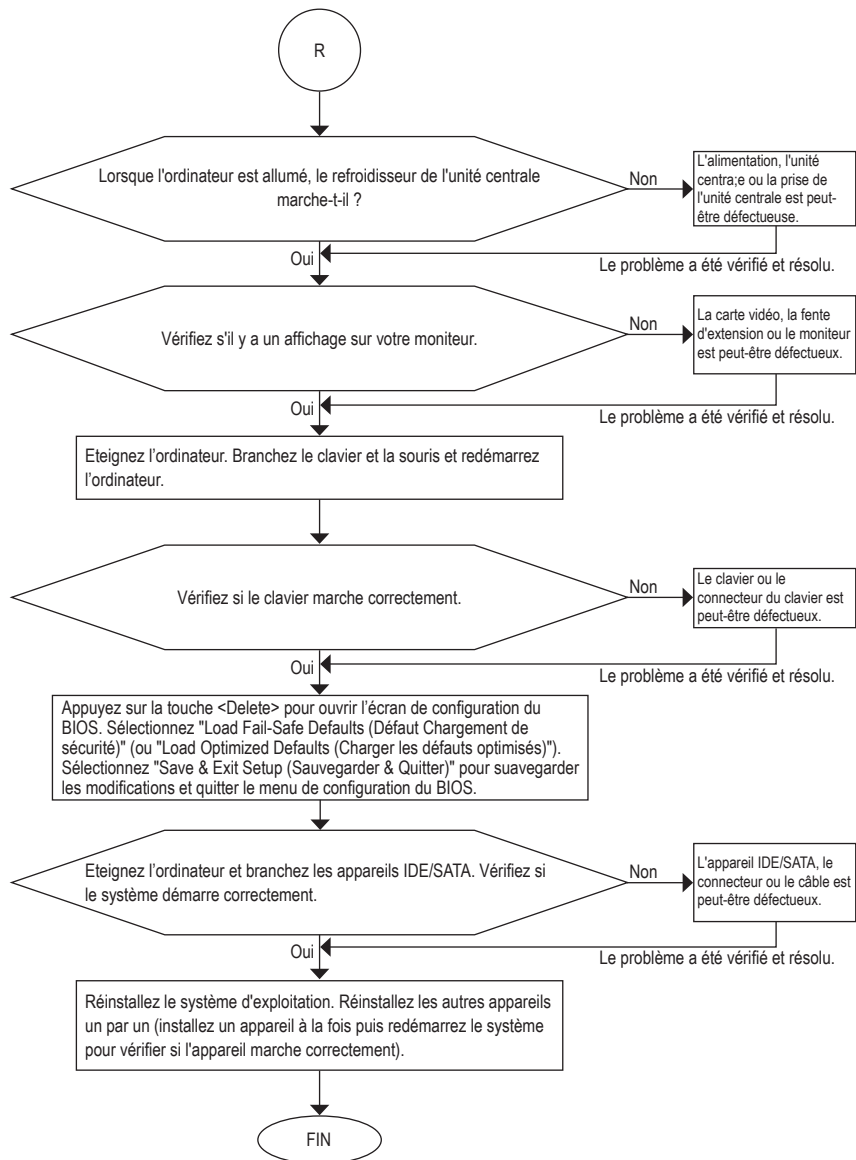 R
Lorsque l'ordinateur est allumé, le refroidisseur de l'unité centrale
marche-t-il ?
Non
L'alimentation, l'unité
centra;e ou la prise de
l'unité centrale est peut-
être défectueuse.
Oui
Le problème a été vérifié et résolu.
Vérifiez s'il y a un affichage sur votre moniteur.
Non
La carte vidéo, la fente
d'extension ou le moniteur
est peut-être défectueux.
Oui
Le problème a été vérifié et résolu.
Eteignez l’ordinateur. Branchez le clavier et la souris et redémarrez
l’ordinateur.
Vérifiez si le clavier marche correctement.
Non
Le clavier ou le
connecteur du clavier est
peut-être défectueux.
Oui
Le problème a été vérifié et résolu.
Appuyez sur la touche <Delete> pour ouvrir l’écran de configuration du
BIOS. Sélectionnez "Load Fail-Safe Defaults (Défaut Chargement de
sécurité)" (ou "Load Optimized Defaults (Charger les défauts optimisés)").
Sélectionnez "Save & Exit Setup (Sauvegarder & Quitter)" pour suavegarder
les modifications et quitter le menu de configuration du BIOS.
Eteignez l’ordinateur et branchez les appareils IDE/SATA. Vérifiez si
le système démarre correctement.
Non
L'appareil IDE/SATA, le
connecteur ou le câble est
peut-être défectueux.
Oui
Le problème a été vérifié et résolu.
Réinstallez le système d'exploitation. Réinstallez les autres appareils
un par un (installez un appareil à la fois puis redémarrez le système
pour vérifier si l'appareil marche correctement).
FIN